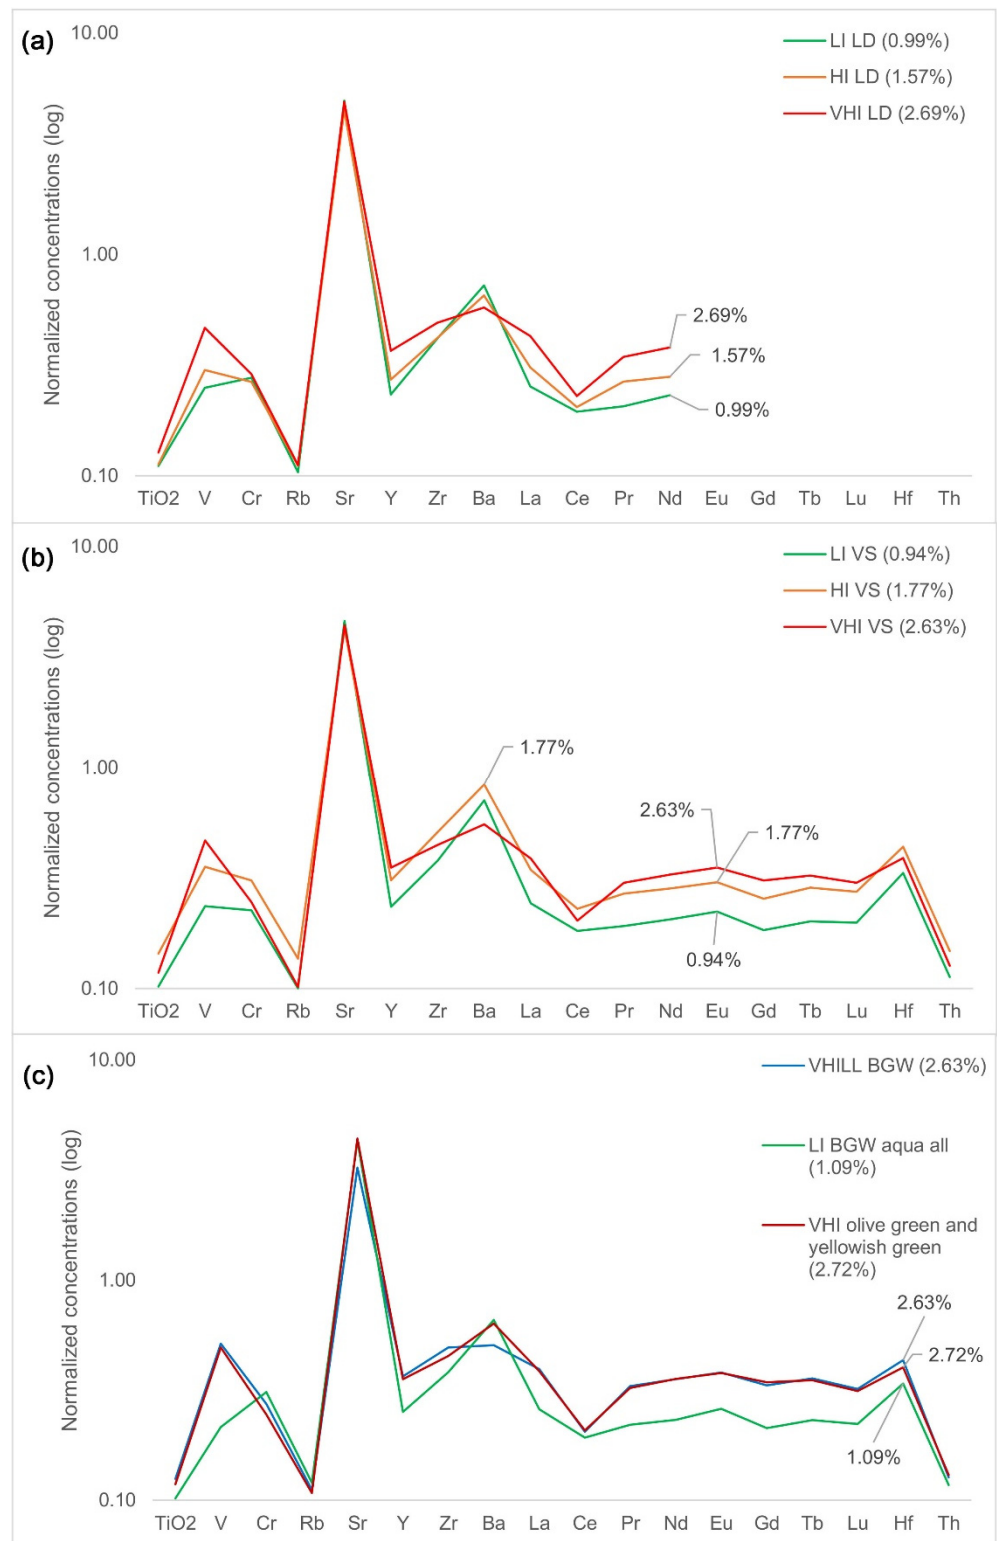 (a)
10.00
1.00
0.10
Normalized concentrations (log)
LI LD (0.99%)
HI LD (1.57%)
VHI LD (2.69%)
2.69%
1.57%
0.99%
TiO2 V Cr Rb Sr Y Zr Ba La Ce Pr Nd Eu Gd Tb Lu Hf Th
(b)
10.00
1.00
0.10
Normalized concentrations (log)
LI VS (0.94%)
HI VS (1.77%)
VHI VS (2.63%)
1.77%
2.63%
1.77%
0.94%
TiO2 V Cr Rb Sr Y Zr Ba La Ce Pr Nd Eu Gd Tb Lu Hf Th
(c)
10.00
1.00
0.10
Normalized concentrations (log)
VHILL BGW (2.63%)
LI BGW aqua all
(1.09%)
VHI olive green and
yellowish green
(2.72%)
2.63%
2.72%
1.09%
TiO2 V Cr Rb Sr Y Zr Ba La Ce Pr Nd Eu Gd Tb Lu Hf Th